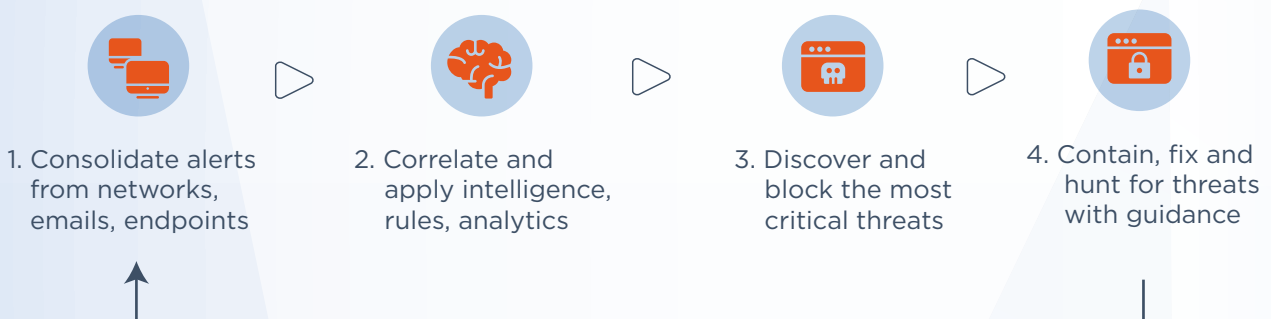 1. Consolidate alerts
from networks,
emails, endpoints
2. Correlate and
apply intelligence,
rules, analytics
3. Discover and
block the most
critical threats
4. Contain, fix and
hunt for threats
with guidance